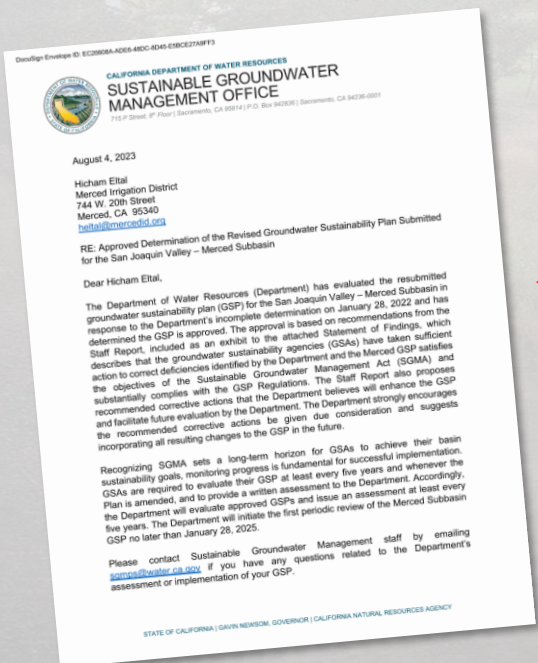 DocuSign Envelope ID: EC26608A-ADE6-48DC-8D45-E5BCE27A9FF3
CALIFORNIA DEPARTMENT OF WATER RESOURCES
SUSTAINABLE GROUNDWATER
MANAGEMENT OFFICE
715 P Street, 8th Floor | Sacramento, CA 95814 | P.O. Box 942836 | Sacramento, CA 94236-0001
August 4, 2023
Hicham Eltal
Merced Irrigation District
744 W. 20th Street
Merced, CA 95340
heltal@mercedid.org
RE: Approved Determination of the Revised Groundwater Sustainability Plan Submitted
for the San Joaquin Valley – Merced Subbasin
Dear Hicham Eltal,
The Department of Water Resources (Department) has evaluated the resubmitted
groundwater sustainability plan (GSP) for the San Joaquin Valley – Merced Subbasin in
response to the Department's incomplete determination on January 28, 2022 and has
determined the GSP is approved. The approval is based on recommendations from the
Staff Report, included as an exhibit to the attached Statement of Findings, which
describes that the groundwater sustainability agencies (GSAs) have taken sufficient
action to correct deficiencies identified by the Department and the Merced GSP satisfies
the objectives of the Sustainable Groundwater Management Act (SGMA) and
substantially complies with the GSP Regulations. The Staff Report also proposes
recommended corrective actions that the Department believes will enhance the GSP
and facilitate future evaluation by the Department. The Department strongly encourages
the recommended corrective actions be given due consideration and suggests
incorporating all resulting changes to the GSP in the future.
Recognizing SGMA sets a long-term horizon for GSAs to achieve their basin
sustainability goals, monitoring progress is fundamental for successful implementation.
GSAs are required to evaluate their GSP at least every five years and whenever the
Plan is amended, and to provide a written assessment to the Department. Accordingly,
the Department will evaluate approved GSPs and issue an assessment at least every
five years. The Department will initiate the first periodic review of the Merced Subbasin
GSP no later than January 28, 2025.
Please contact Sustainable Groundwater Management staff by emailing
sgmps@water.ca.gov if you have any questions related to the Department's
assessment or implementation of your GSP.
STATE OF CALIFORNIA | GAVIN NEWSOM, GOVERNOR | CALIFORNIA NATURAL RESOURCES AGENCY